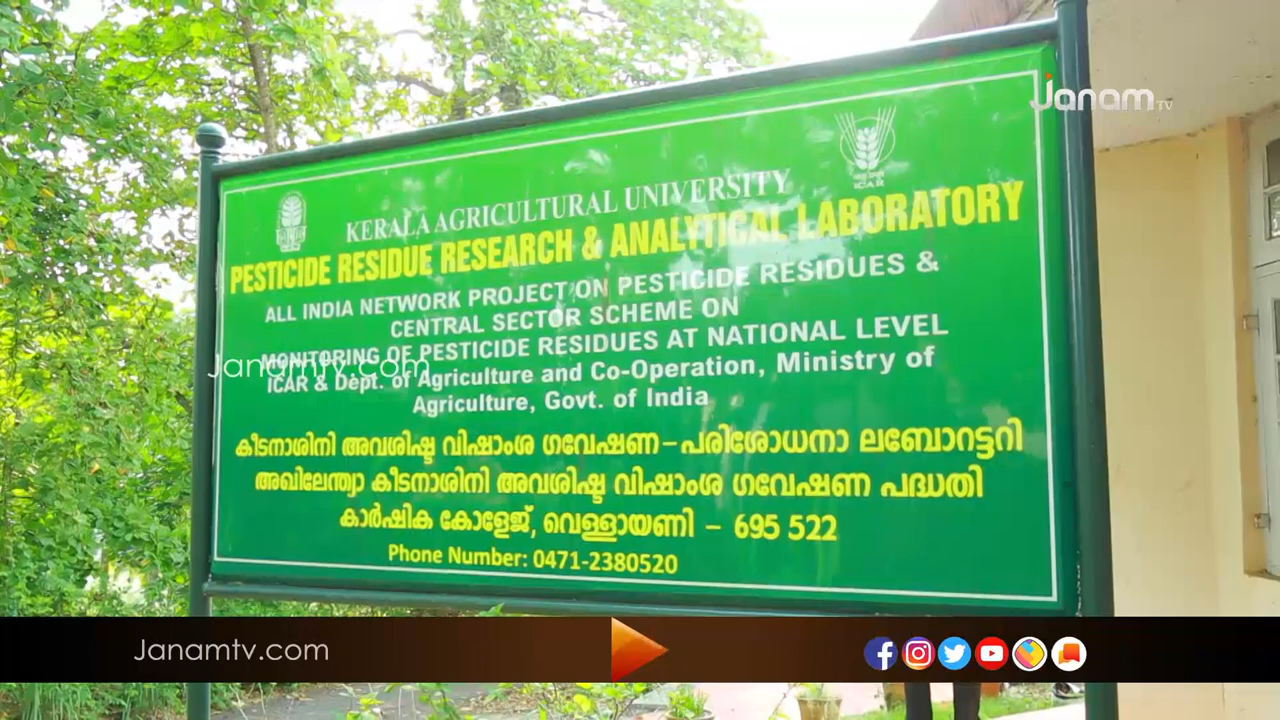 Janam TV
ICAR
KERALA AGRICULTURAL UNIVERSITY
PESTICIDE RESIDUE RESEARCH & ANALYTICAL LABORATORY
ALL INDIA NETWORK PROJECT ON PESTICIDE RESIDUES &
CENTRAL SECTOR SCHEME ON
MONITORING OF PESTICIDE RESIDUES AT NATIONAL LEVEL
Janamtv.com
ICAR & Dept. of Agriculture and Co-Operation, Ministry of
Agriculture, Govt. of India
കീടനാശിനി അവശിഷ്ട വിഷാംശ ഗവേഷണ – പരിശോധനാ ലബോറട്ടറി
അഖിലേന്ത്യാ കീടനാശിനി അവശിഷ്ട വിഷാംശ ഗവേഷണ പദ്ധതി
കാർഷിക കോളേജ്, വെള്ളായണി – 695 522
Phone Number: 0471-2380520
Janamtv.com